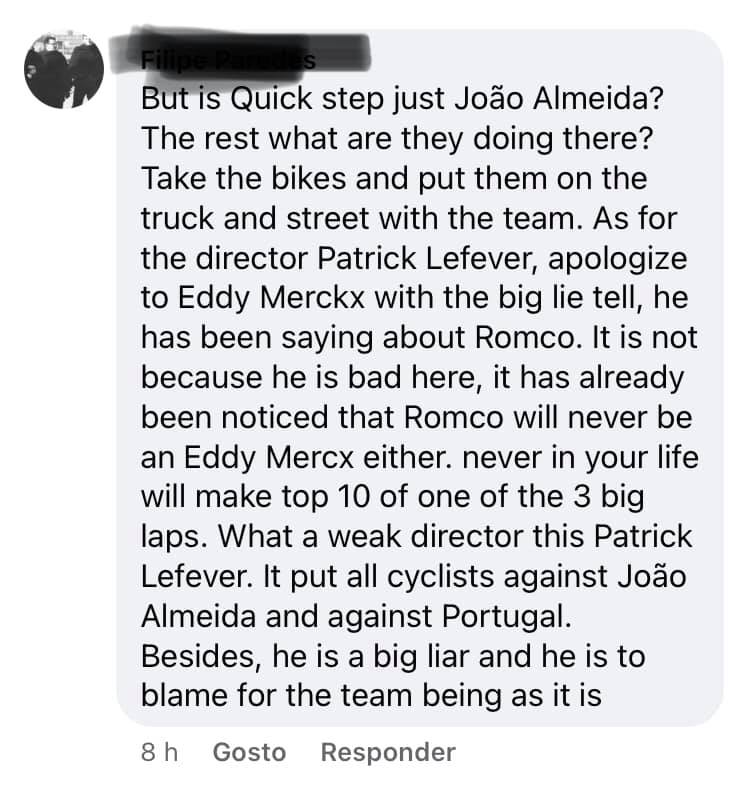 But is Quick step just João Almeida?
The rest what are they doing there?
Take the bikes and put them on the
truck and street with the team. As for
the director Patrick Lefever, apologize
to Eddy Merckx with the big lie tell, he
has been saying about Romco. It is not
because he is bad here, it has already
been noticed that Romco will never be
an Eddy Mercx either. never in your life
will make top 10 of one of the 3 big
laps. What a weak director this Patrick
Lefever. It put all cyclists against João
Almeida and against Portugal.
Besides, he is a big liar and he is to
blame for the team being as it is
8 h Gosto Responder